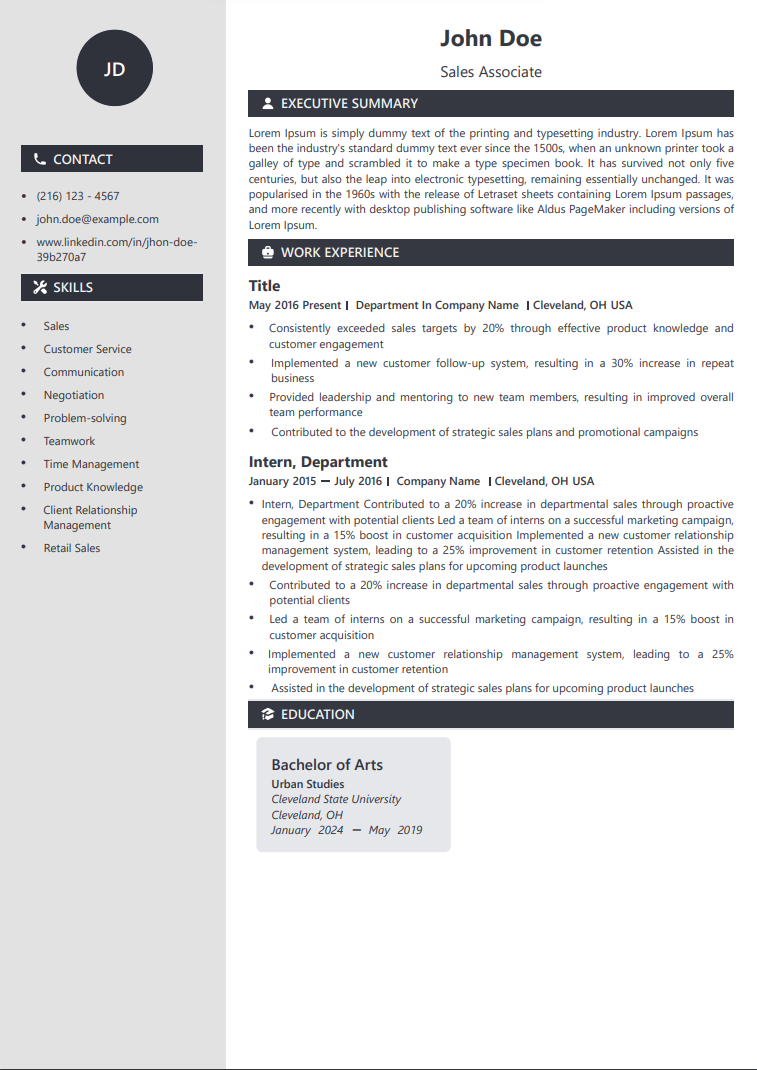 JD
CONTACT
• (216) 123 - 4567
• john.doe@example.com
• www.linkedin.com/in/jhon-doe-
39b270a7
SKILLS
• Sales
• Customer Service
• Communication
• Negotiation
• Problem-solving
• Teamwork
• Time Management
• Product Knowledge
• Client Relationship
Management
• Retail Sales
John Doe
Sales Associate
EXECUTIVE SUMMARY
Lorem Ipsum is simply dummy text of the printing and typesetting industry. Lorem Ipsum has
been the industry's standard dummy text ever since the 1500s, when an unknown printer took a
galley of type and scrambled it to make a type specimen book. It has survived not only five
centuries, but also the leap into electronic typesetting, remaining essentially unchanged. It was
popularised in the 1960s with the release of Letraset sheets containing Lorem Ipsum passages,
and more recently with desktop publishing software like Aldus PageMaker including versions of
Lorem Ipsum.
WORK EXPERIENCE
Title
May 2016 Present | Department In Company Name | Cleveland, OH USA
• Consistently exceeded sales targets by 20% through effective product knowledge and
customer engagement
• Implemented a new customer follow-up system, resulting in a 30% increase in repeat
business
• Provided leadership and mentoring to new team members, resulting in improved overall
team performance
• Contributed to the development of strategic sales plans and promotional campaigns
Intern, Department
January 2015 — July 2016 | Company Name | Cleveland, OH USA
• Intern, Department Contributed to a 20% increase in departmental sales through proactive
engagement with potential clients Led a team of interns on a successful marketing campaign,
resulting in a 15% boost in customer acquisition Implemented a new customer relationship
management system, leading to a 25% improvement in customer retention Assisted in the
development of strategic sales plans for upcoming product launches
• Contributed to a 20% increase in departmental sales through proactive engagement with
potential clients
• Led a team of interns on a successful marketing campaign, resulting in a 15% boost in
customer acquisition
• Implemented a new customer relationship management system, leading to a 25%
improvement in customer retention
• Assisted in the development of strategic sales plans for upcoming product launches
EDUCATION
Bachelor of Arts
Urban Studies
Cleveland State University
Cleveland, OH
January 2024 — May 2019